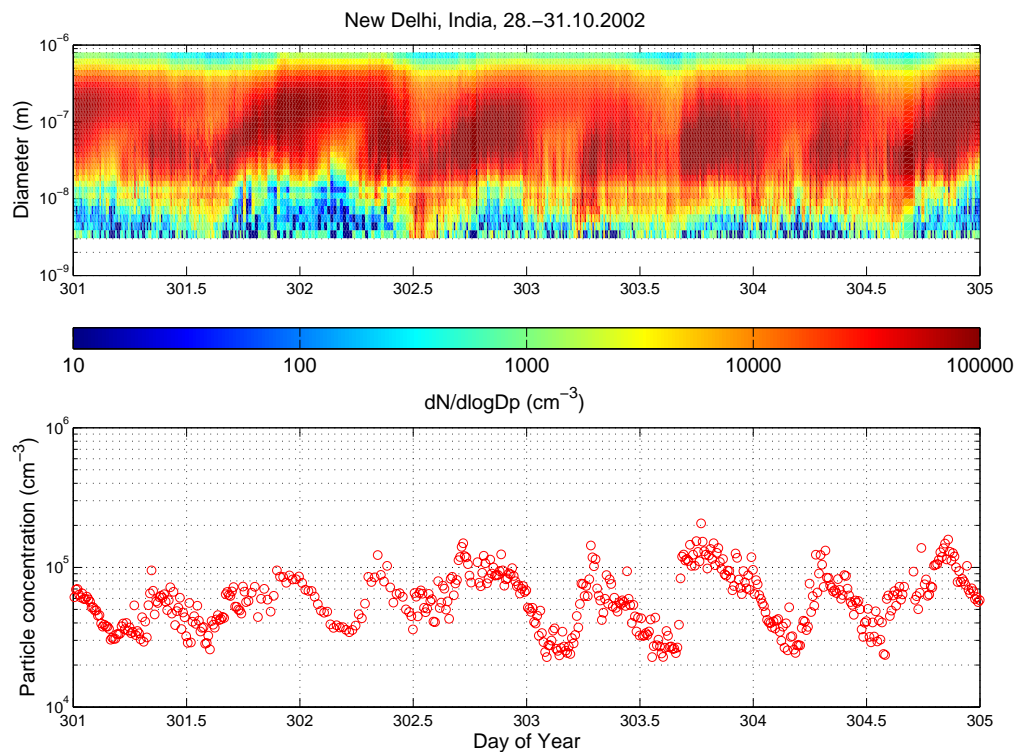 New Delhi, India, 28.−31.10.2002
10⁻⁶
10⁻⁷
10⁻⁸
10⁻⁹
Diameter (m)
301 301.5 302 302.5 303 303.5 304 304.5 305
10 100 1000 10000 100000
dN/dlogDp (cm⁻³)
10⁶
10⁵
10⁴
Particle concentration (cm⁻³)
301 301.5 302 302.5 303 303.5 304 304.5 305
Day of Year